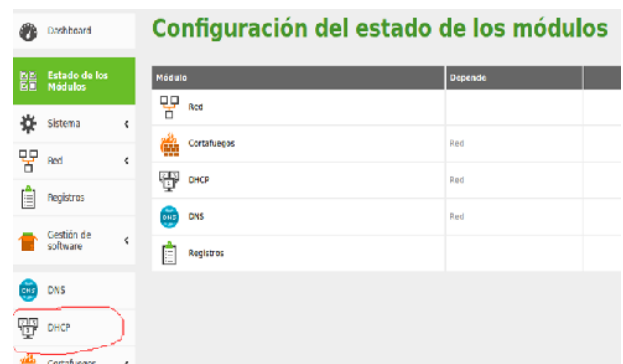 Dashboard
Configuración del estado de los módulos
Estado de los
Módulos
Sistema
Red
Registros
Gestión de
software
DNS
DHCP
Cortafuegos
Módulo Depende
Red
Cortafuegos Red
DHCP Red
DNS Red
Registros